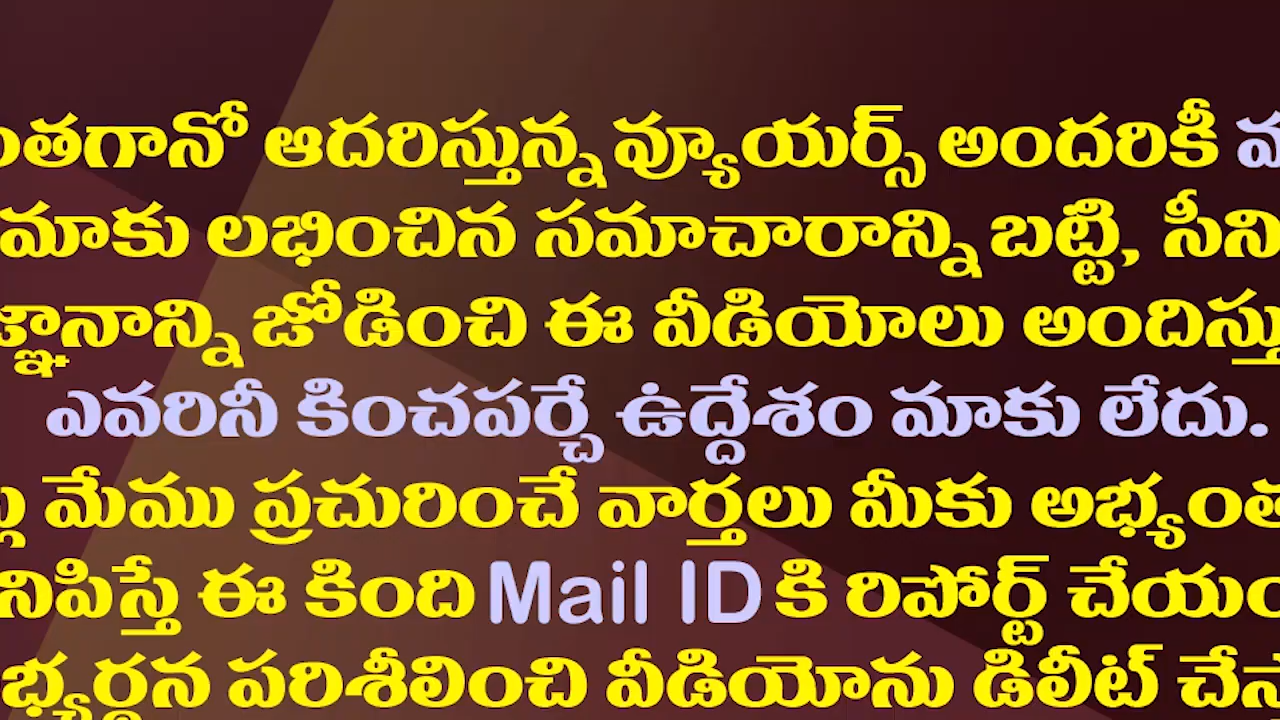 ంతగానో ఆదరిస్తున్న వ్యూయర్స్ అందరికీ
మాకు లభించిన సమాచారాన్ని బట్టి, సీని
జ్ఞానాన్ని జోడించి ఈ వీడియోలు అందిస్తు
ఎవరినీ కించపర్చే ఉద్దేశం మాకు లేదు.
మేము ప్రచురించే వార్తలు మీకు అభ్యంత
నిపిస్తే ఈ కింది Mail ID కి రిపోర్ట్ చేయం
భ్యర్థన పరిశీలించి వీడియోను డిలీట్ చేస